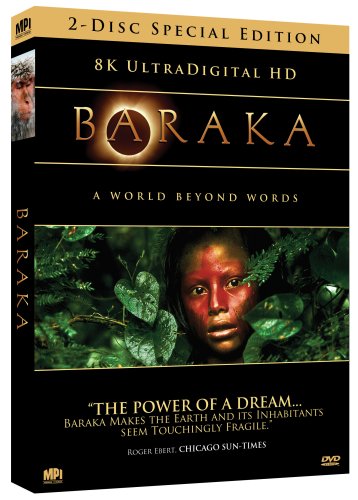 MPI
2-DISC SPECIAL EDITION
8K ULTRADIGITAL HD
BARAKA
A WORLD BEYOND WORDS
BARAKA
"THE POWER OF A DREAM...
BARAKA MAKES THE EARTH AND ITS INHABITANTS
SEEM TOUCHINGLY FRAGILE.
ROGER EBERT, CHICAGO SUN-TIMES
MPI
DVD